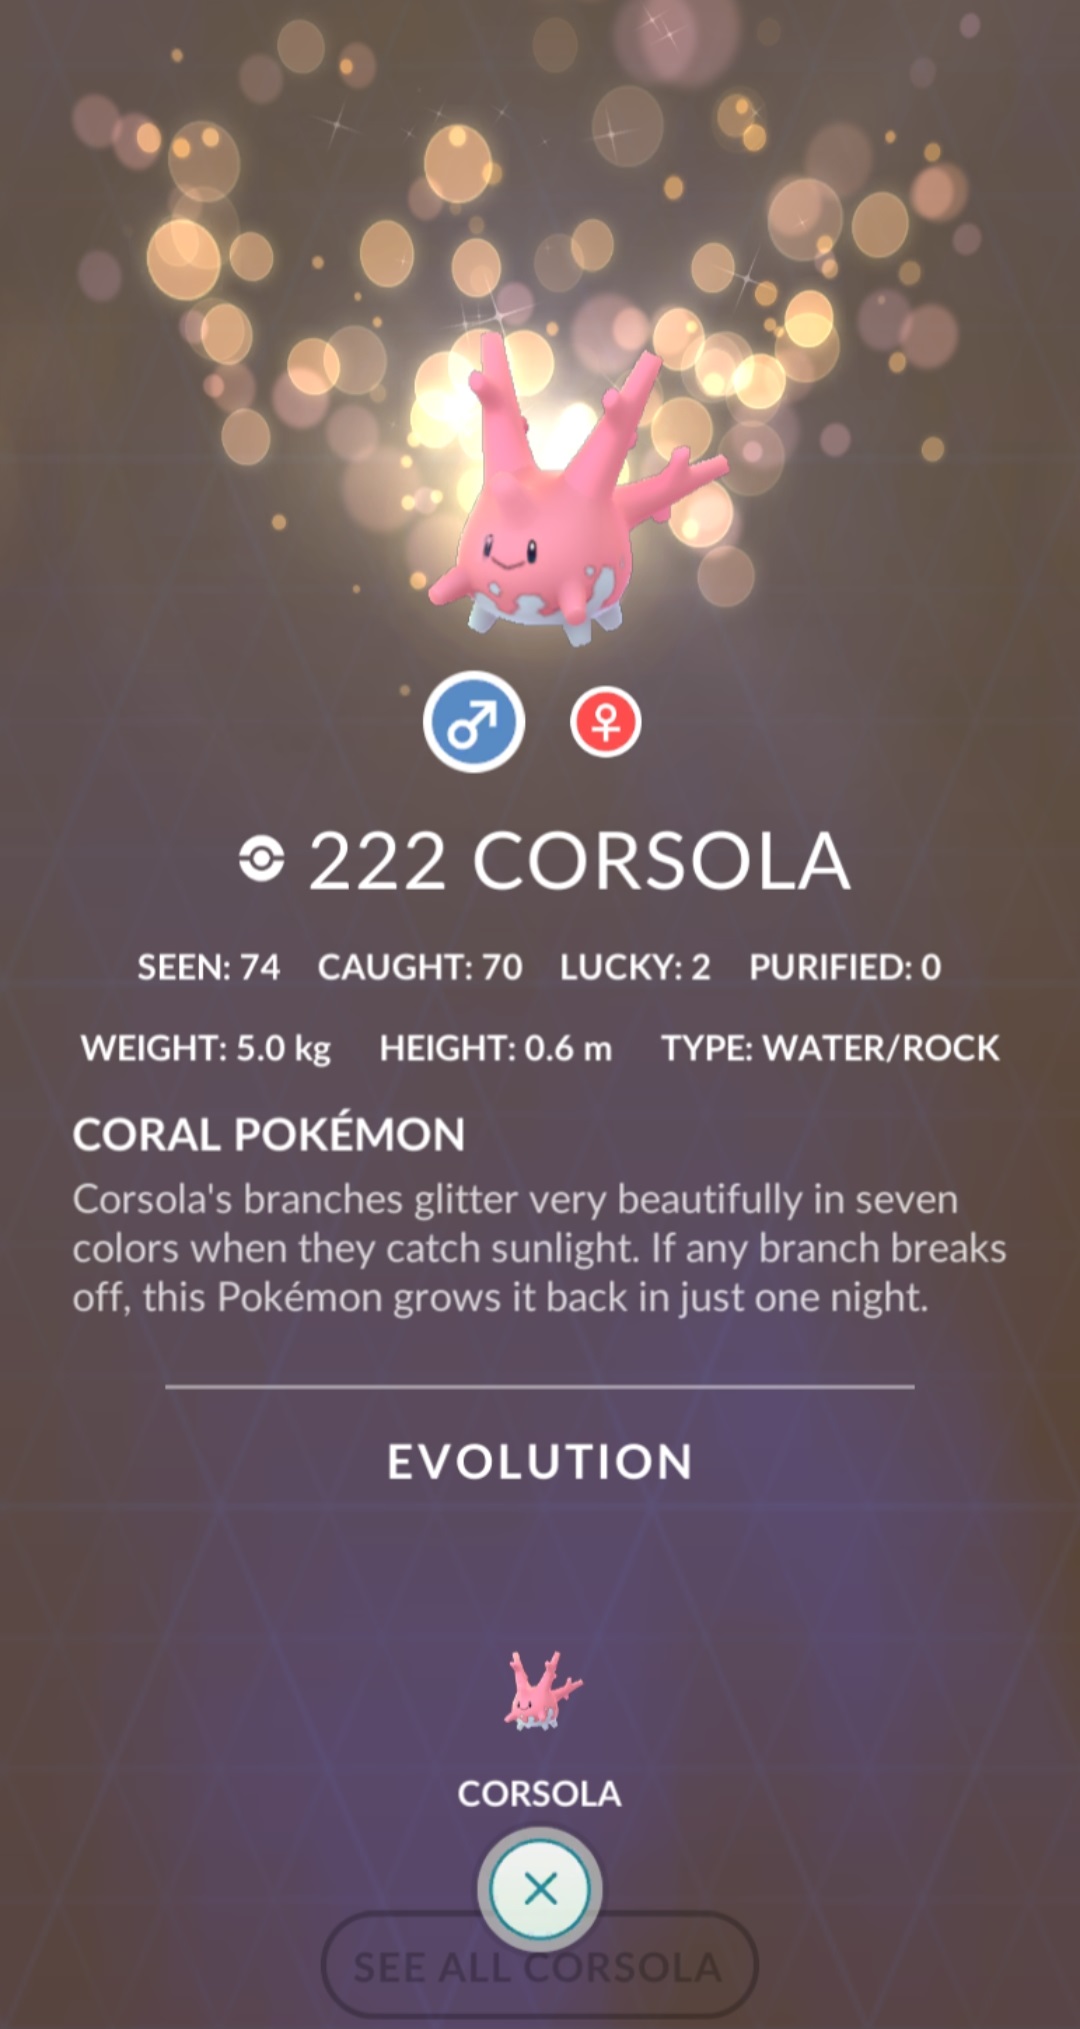 222 CORSOLA
SEEN: 74 CAUGHT: 70 LUCKY: 2 PURIFIED: 0
WEIGHT: 5.0 kg HEIGHT: 0.6 m TYPE: WATER/ROCK
CORAL POKÉMON
Corsola's branches glitter very beautifully in seven
colors when they catch sunlight. If any branch breaks
off, this Pokémon grows it back in just one night.
EVOLUTION
CORSOLA
SEE ALL CORSOLA